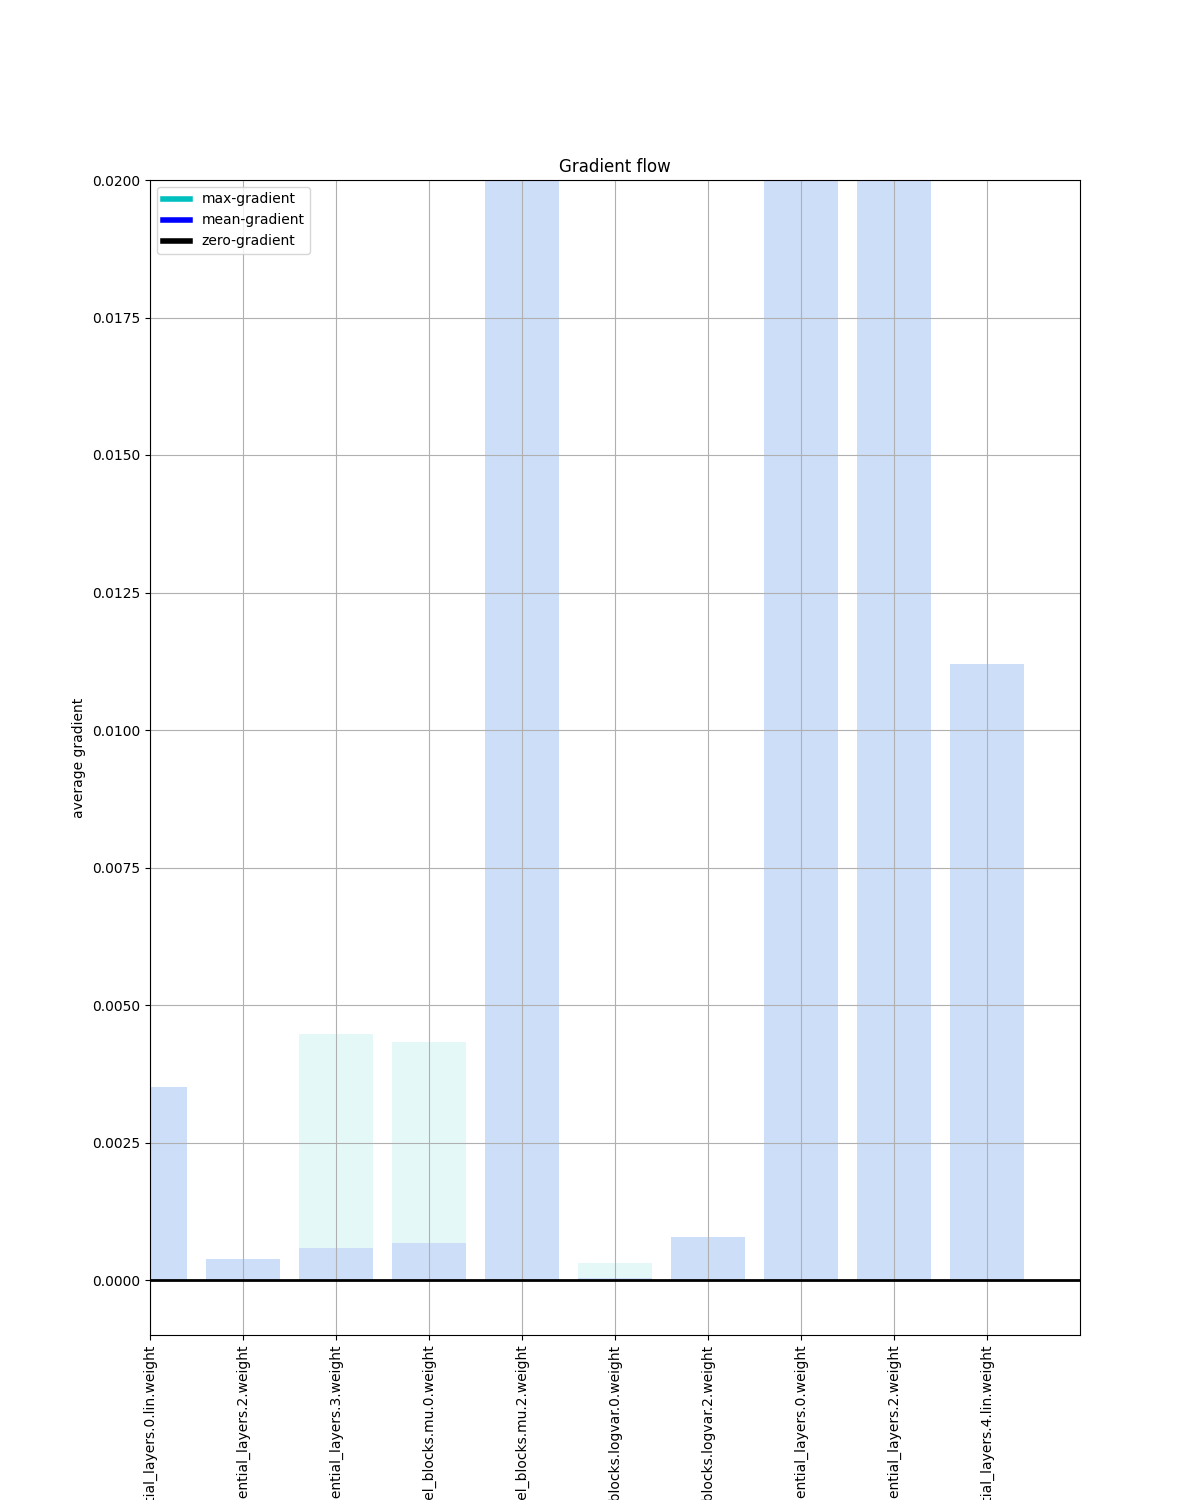 Gradient flow
max-gradient
mean-gradient
zero-gradient
0.0200
0.0175
0.0150
0.0125
0.0100
0.0075
0.0050
0.0025
0.0000
average gradient
tial_layers.0.lin.weight
ential_layers.2.weight
ential_layers.3.weight
el_blocks.mu.0.weight
el_blocks.mu.2.weight
blocks.logvar.0.weight
blocks.logvar.2.weight
ential_layers.0.weight
ential_layers.2.weight
tial_layers.4.lin.weight